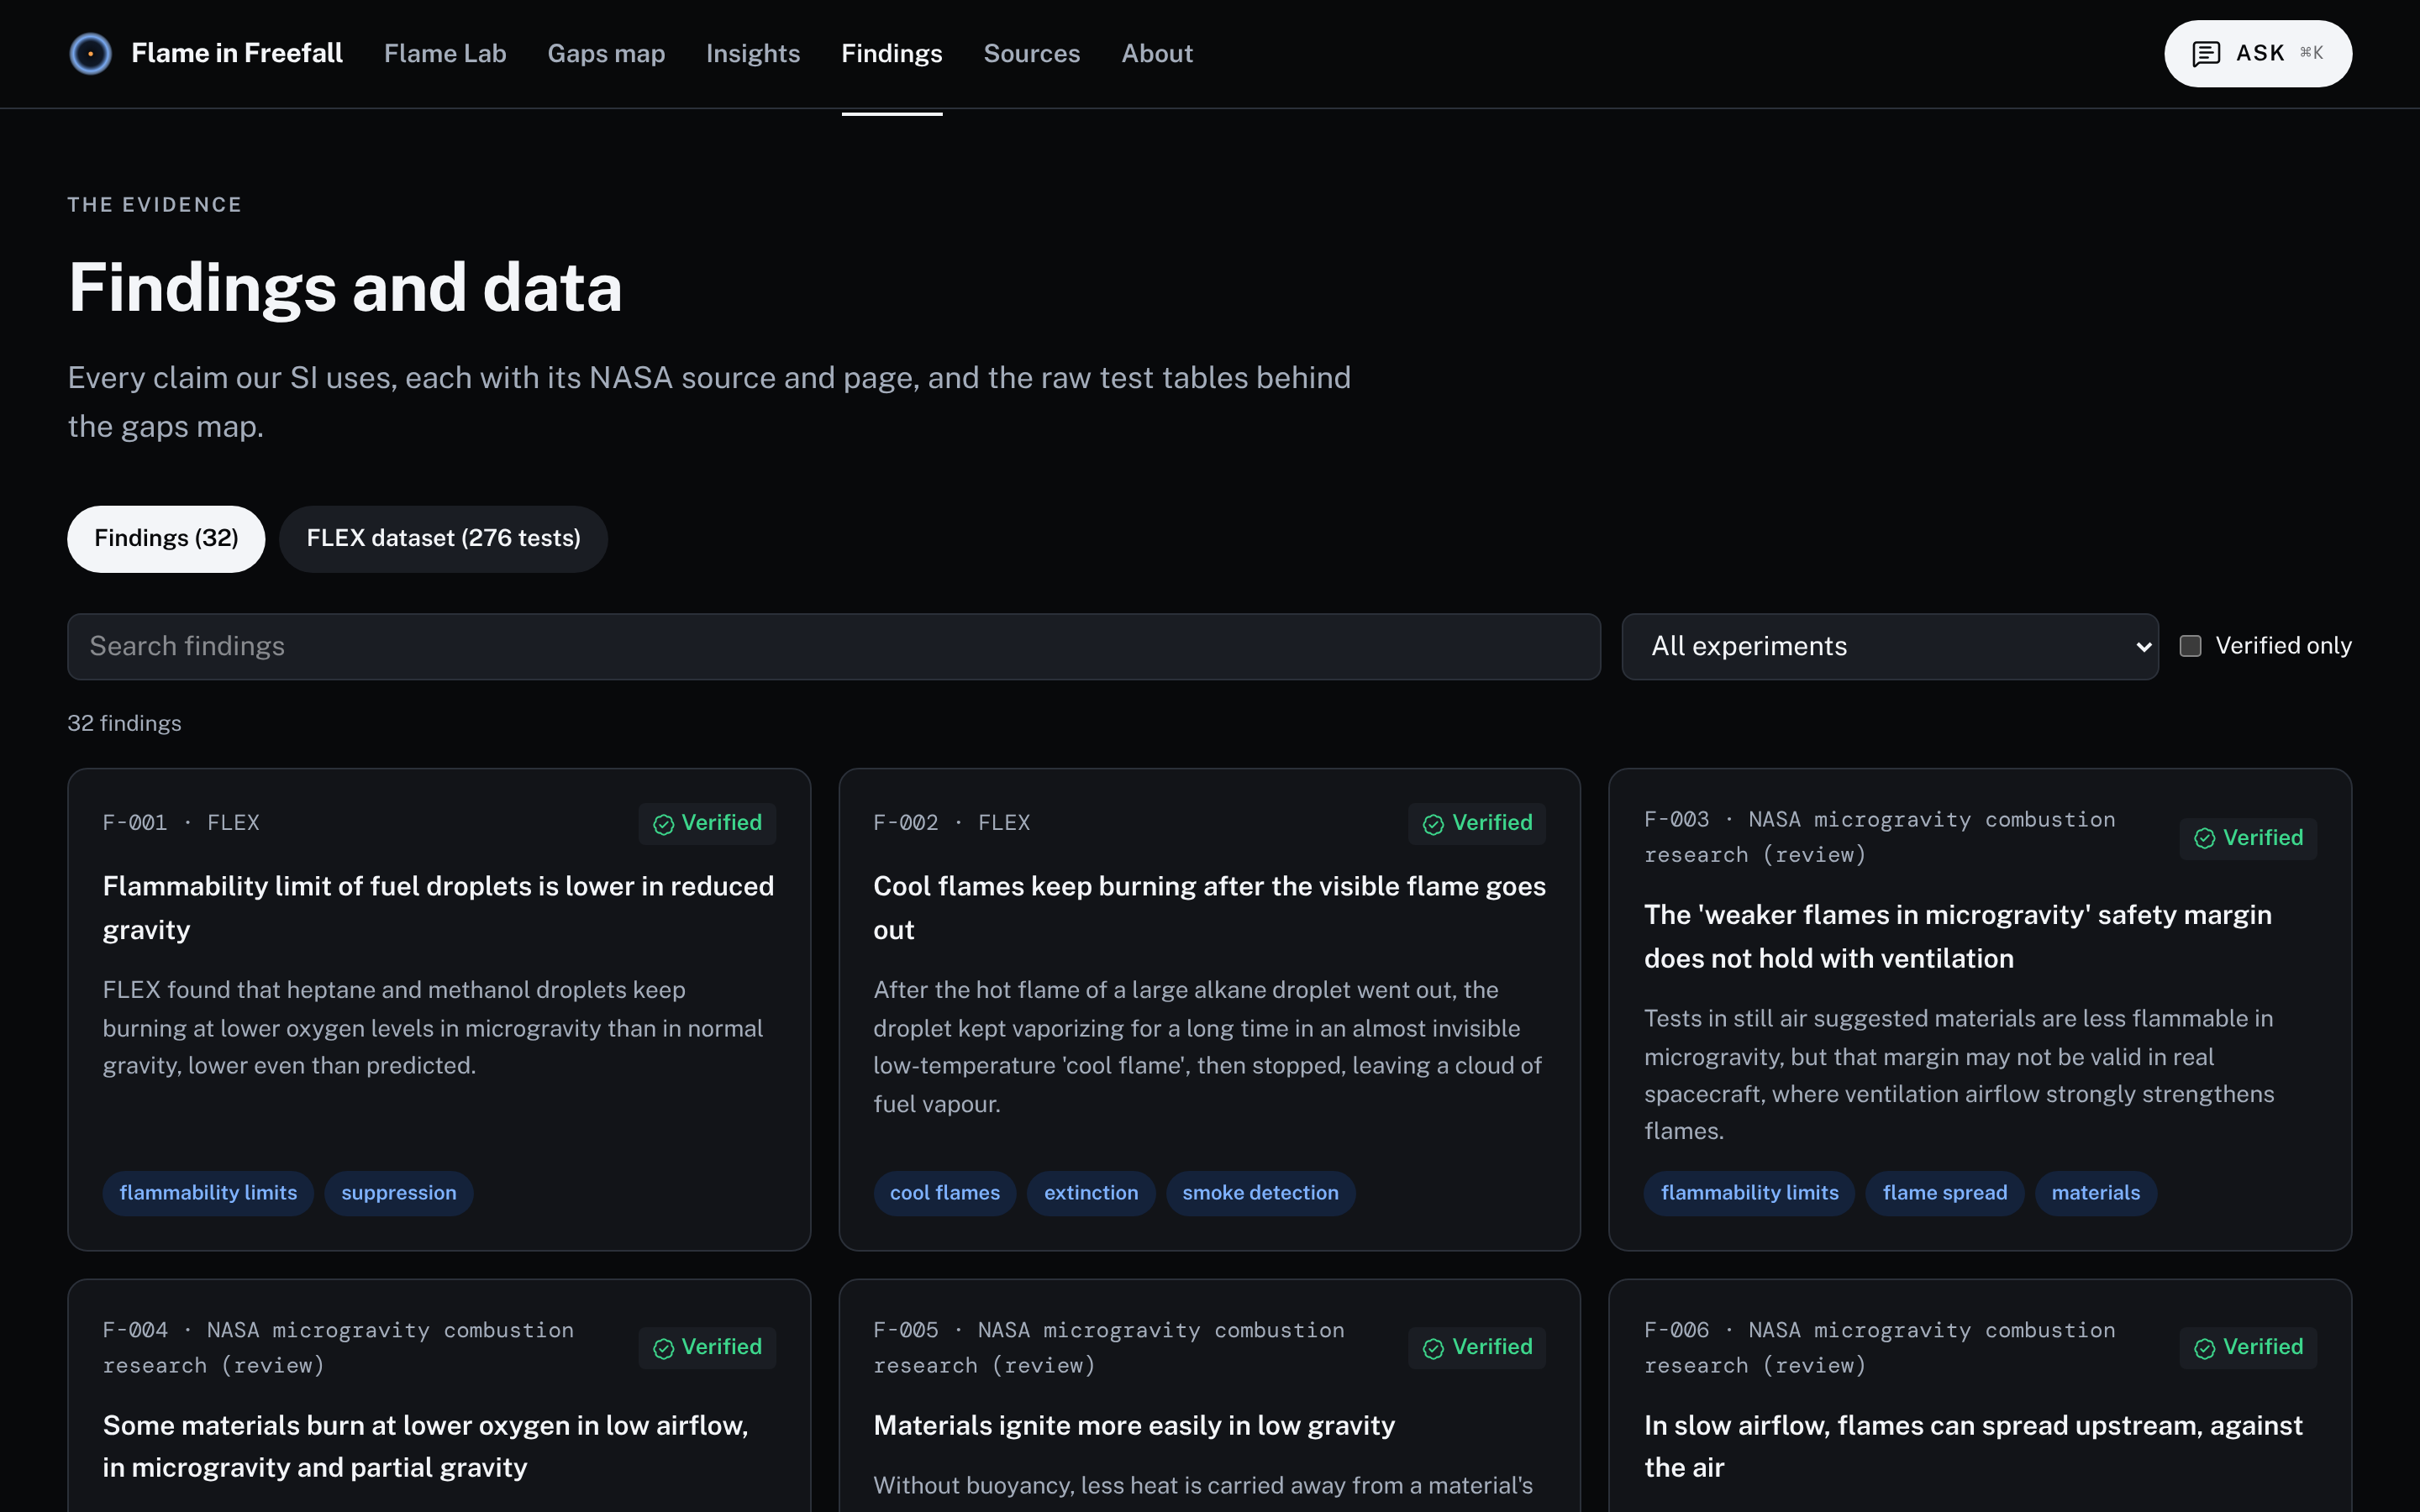 Flame in Freefall Flame Lab Gaps map Insights Findings Sources About ASK ⌘K
THE EVIDENCE
Findings and data
Every claim our SI uses, each with its NASA source and page, and the raw test tables behind
the gaps map.
Findings (32) FLEX dataset (276 tests)
Search findings All experiments Verified only
32 findings
F-001 · FLEX Verified
Flammability limit of fuel droplets is lower in reduced
gravity
FLEX found that heptane and methanol droplets keep
burning at lower oxygen levels in microgravity than in normal
gravity, lower even than predicted.
flammability limits suppression
F-002 · FLEX Verified
Cool flames keep burning after the visible flame goes
out
After the hot flame of a large alkane droplet went out, the
droplet kept vaporizing for a long time in an almost invisible
low-temperature 'cool flame', then stopped, leaving a cloud of
fuel vapour.
cool flames extinction smoke detection
F-003 · NASA microgravity combustion
research (review) Verified
The 'weaker flames in microgravity' safety margin
does not hold with ventilation
Tests in still air suggested materials are less flammable in
microgravity, but that margin may not be valid in real
spacecraft, where ventilation airflow strongly strengthens
flames.
flammability limits flame spread materials
F-004 · NASA microgravity combustion
research (review) Verified
Some materials burn at lower oxygen in low airflow,
in microgravity and partial gravity
F-005 · NASA microgravity combustion
research (review) Verified
Materials ignite more easily in low gravity
Without buoyancy, less heat is carried away from a material's
F-006 · NASA microgravity combustion
research (review) Verified
In slow airflow, flames can spread upstream, against
the air